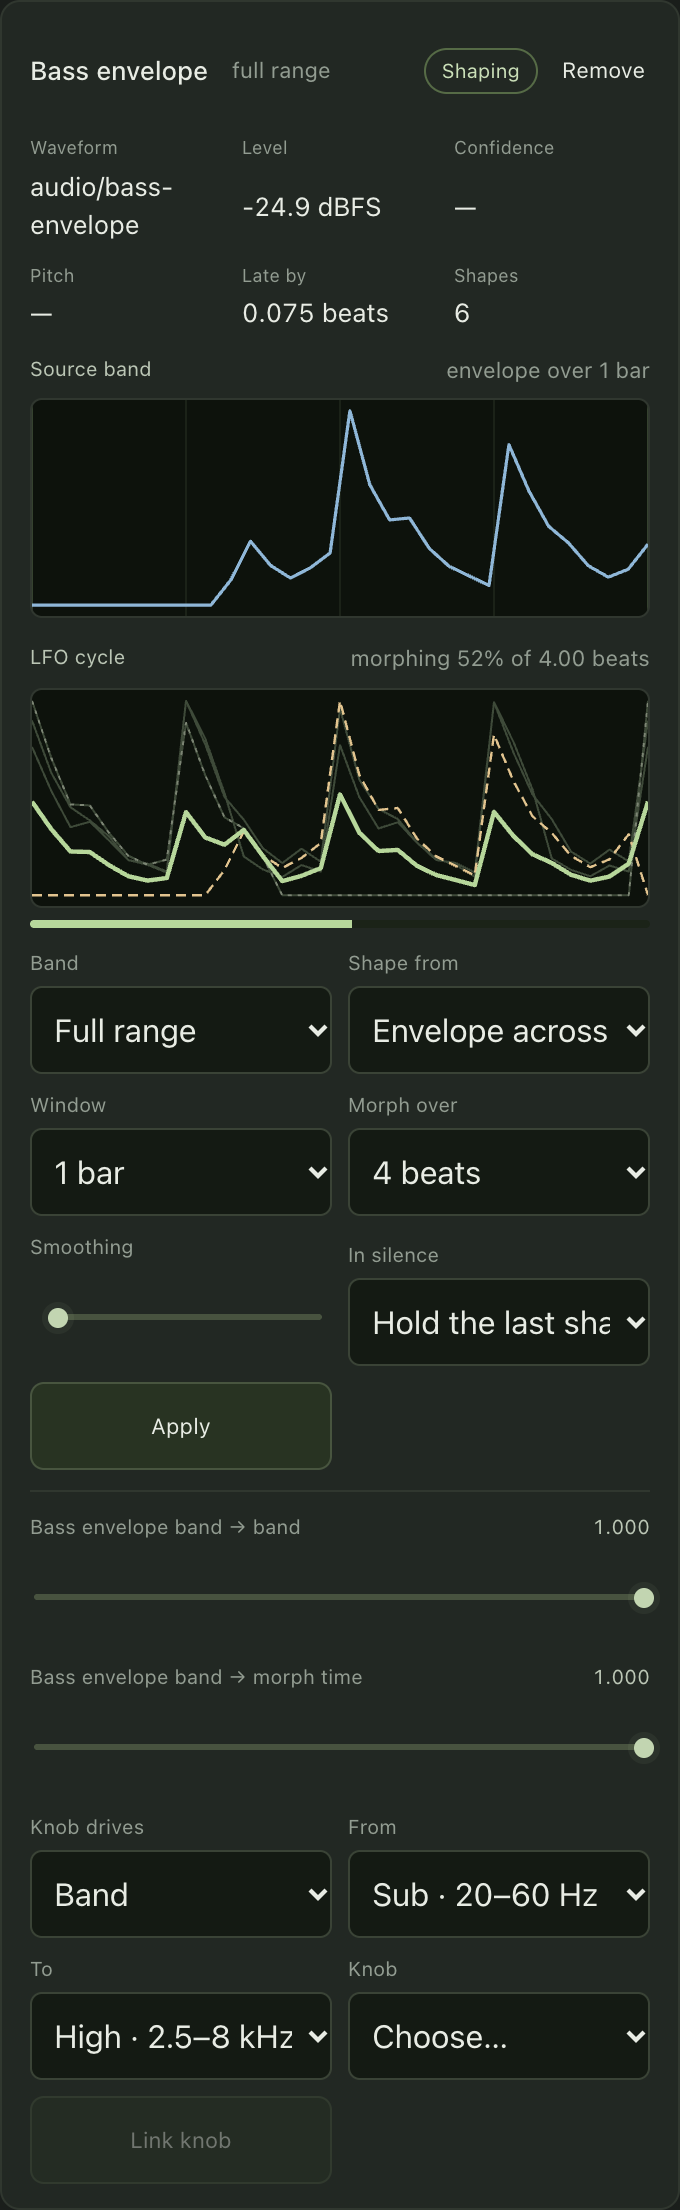 Bass envelope full range Shaping Remove
Waveform Level Confidence
audio/bass-
envelope
-24.9 dBFS —
Pitch Late by Shapes
— 0.075 beats 6
Source band envelope over 1 bar
LFO cycle morphing 52% of 4.00 beats
Band Shape from
Full range Envelope across
Window Morph over
1 bar 4 beats
Smoothing In silence
Hold the last sha
Apply
Bass envelope band → band 1.000
Bass envelope band → morph time 1.000
Knob drives From
Band Sub · 20–60 Hz
To Knob
High · 2.5–8 kHz Choose...
Link knob